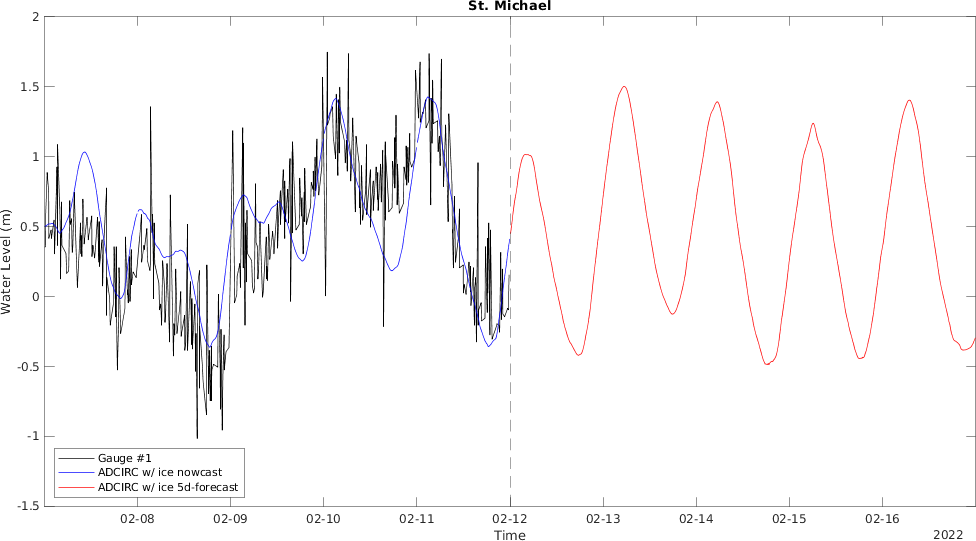 St. Michael
2
1.5
1
0.5
0
-0.5
-1
-1.5
Water Level (m)
Gauge #1
ADCIRC w/ ice nowcast
ADCIRC w/ ice 5d-forecast
02-08 02-09 02-10 02-11 02-12 02-13 02-14 02-15 02-16
Time
2022